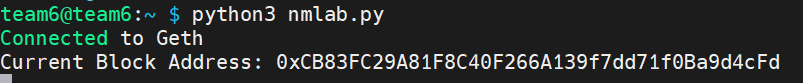 team6@team6:~ $ python3 nmlab.py
Connected to Geth
Current Block Address: 0xCB83FC29A81F8C40F266A139f7dd71f0Ba9d4cFd